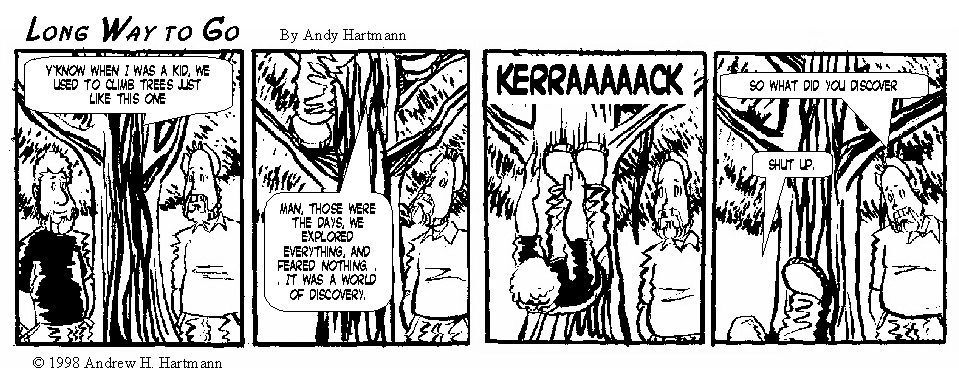 LONG WAY TO GO
By Andy Hartmann
Y'KNOW WHEN I WAS A KID, WE
USED TO CLIMB TREES JUST
LIKE THIS ONE
MAN, THOSE WERE
THE DAYS, WE
EXPLORED
EVERYTHING, AND
FEARED NOTHING. .
. IT WAS A WORLD
OF DISCOVERY.
KERRAAAAACK
SO WHAT DID YOU DISCOVER
SHUT UP.
© 1998 Andrew H. Hartmann